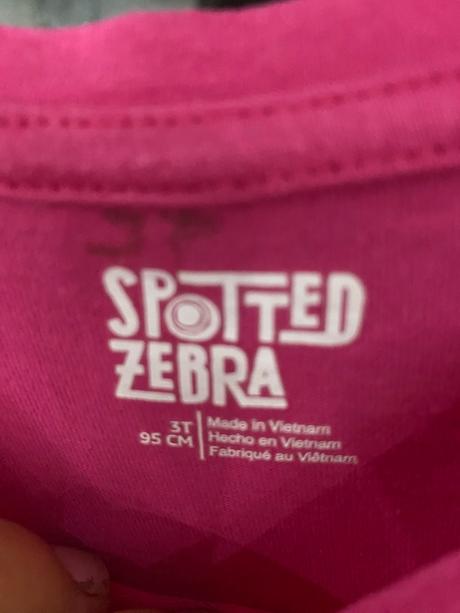 SPOTTED
ZEBRA
3T
95 CM
Made in Vietnam
Hecho en Vietnam
Fabriqué au Viêtnam